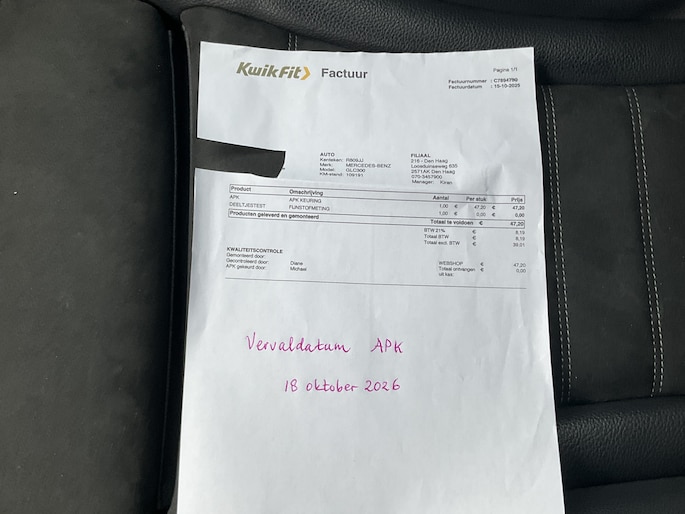 KwikFit Factuur
Pagina 1/1
Factuurnummer : C7894790
Factuurdatum : 15-10-2025
AUTO
Kenteken: R809JJ
Merk: MERCEDES-BENZ
Model: GLC300
KM-stand: 109191
FILIAAL
216 - Den Haag
Loosduinseweg 635
2571AK Den Haag
070-3457900
Manager: Kiran
Product Omschrijving Aantal Per stuk Prijs
APK APK KEURING 1,00 € 47,20 € 47,20
DEELTJESTEST FIJNSTOFMETING 1,00 € 0,00 € 0,00
Producten geleverd en gemonteerd Totaal te voldoen € 47,20
BTW 21% € 8,19
Totaal BTW € 8,19
Totaal excl. BTW € 39,01
KWALITEITSCONTROLE
Gemonteerd door:
Gecontroleerd door: Diane
APK gekeurd door: Michael
WEBSHOP € 47,20
Totaal ontvangen € 0,00
uit kas:
Vervaldatum APK
18 oktober 2026